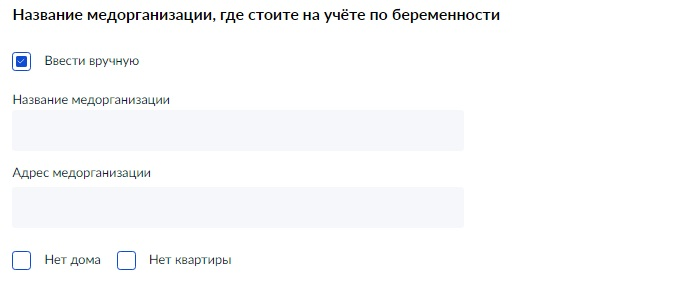 Название медорганизации, где стоите на учёте по беременности
Ввести вручную
Название медорганизации
Адрес медорганизации
Нет дома Нет квартиры